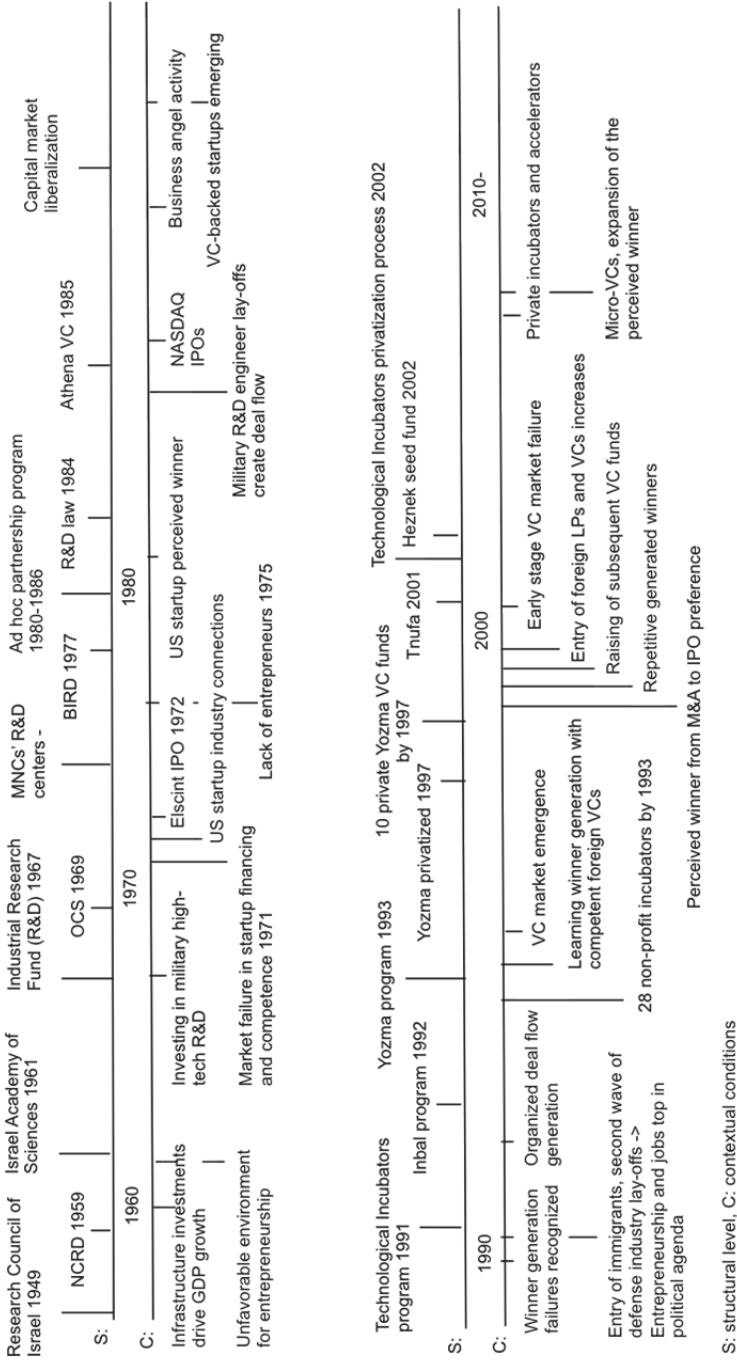 Research Council of
Israel 1949
Israel Academy of
Sciences 1961
Industrial Research
Fund (R&D) 1967
MNCs' R&D
centers -
Ad hoc partnership program
1980-1986
Capital market
liberalization
NCRD 1959
OCS 1969
BIRD 1977
R&D law 1984
Athena VC 1985
S:
1960
1970
1980
C:
Infrastructure investments
drive GDP growth
Investing in military high-
tech R&D
Elscint IPO 1972
US startup perceived winner
NASDAQ
IPOs
Business angel activity
US startup industry connections
VC-backed startups emerging
Unfavorable environment
for entrepreneurship
Market failure in startup financing
and competence 1971
Lack of entrepreneurs 1975
Military R&D engineer lay-offs
create deal flow
Technological Incubators
program 1991
Yozma program 1993
10 private Yozma VC funds
by 1997
Technological Incubators privatization process 2002
Inbal program 1992
Yozma privatized 1997
Tnufa 2001
Heznek seed fund 2002
S:
1990
2000
2010-
C:
Winner generation
failures recognized
Organized deal flow
generation
VC market emergence
Early stage VC market failure
Private incubators and accelerators
Learning winner generation with
competent foreign VCs
Entry of foreign LPs and VCs increases
Raising of subsequent VC funds
Entry of immigrants, second wave of
defense industry lay-offs ->
Entrepreneurship and jobs top in
political agenda
28 non-profit incubators by 1993
Repetitive generated winners
Micro-VCs, expansion of the
perceived winner
Perceived winner from M&A to IPO preference
S: structural level, C: contextual conditions